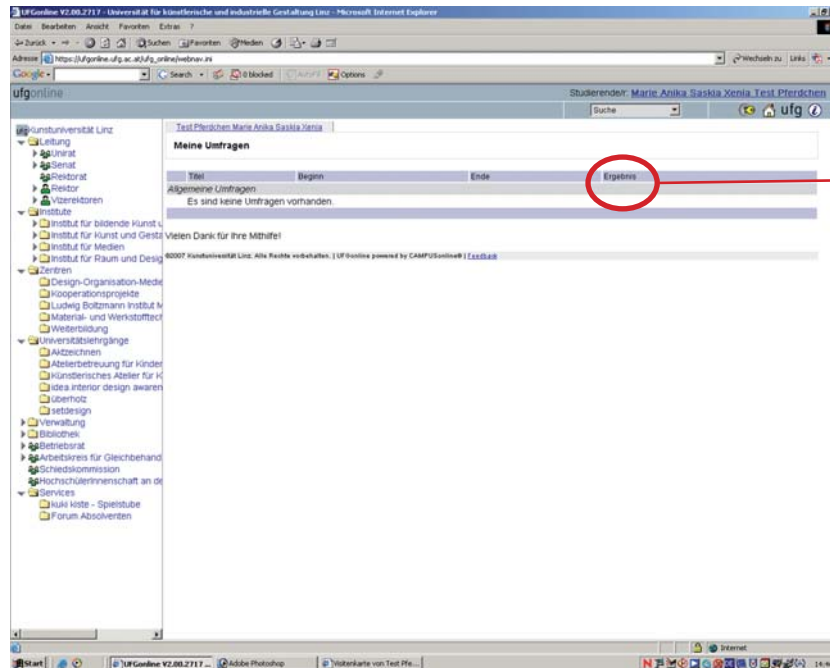 UFGonline V2.00.2717 - Universität für künstlerische und industrielle Gestaltung Linz - Microsoft Internet Explorer
Datei Bearbeiten Ansicht Favoriten Extras ?
Zurück Suchen Favoriten Medien
Adresse https://ufgonline.ufg.ac.at/ufg_online/webnav.ini Wechseln zu Links
Google Search 0 blocked Options
ufgonline Studierende/r: Marie Anika Saskia Xenia Test Pferdchen
Suche ufg
Kunstuniversität Linz
Leitung
Unirat
Senat
Rektorat
Rektor
Vizerektoren
Institute
Institut für bildende Kunst u
Institut für Kunst und Gesta
Institut für Medien
Institut für Raum und Desig
Zentren
Design-Organisation-Medie
Kooperationsprojekte
Ludwig Boltzmann Institut M
Material- und Werkstofftech
Weiterbildung
Universitätslehrgänge
Aktzeichnen
Atelierbetreuung für Kinder
Künstlerisches Atelier für K
idea.interior design awaren
überholz
setdesign
Verwaltung
Bibliothek
Betriebsrat
Arbeitskreis für Gleichbehand
Schiedskommission
HochschülerInnenschaft an de
Services
kuki kiste - Spielstube
Forum Absolventen
Test Pferdchen Marie Anika Saskia Xenia
Meine Umfragen
Titel Beginn Ende Ergebnis
Allgemeine Umfragen
Es sind keine Umfragen vorhanden.
Vielen Dank für Ihre Mithilfe!
©2007 Kunstuniversität Linz. Alle Rechte vorbehalten. | UFGonline powered by CAMPUSonline® | Feedback
Internet
Start UFGonline V2.00.2717 ... Adobe Photoshop Visitenkarte von Test Pfe...